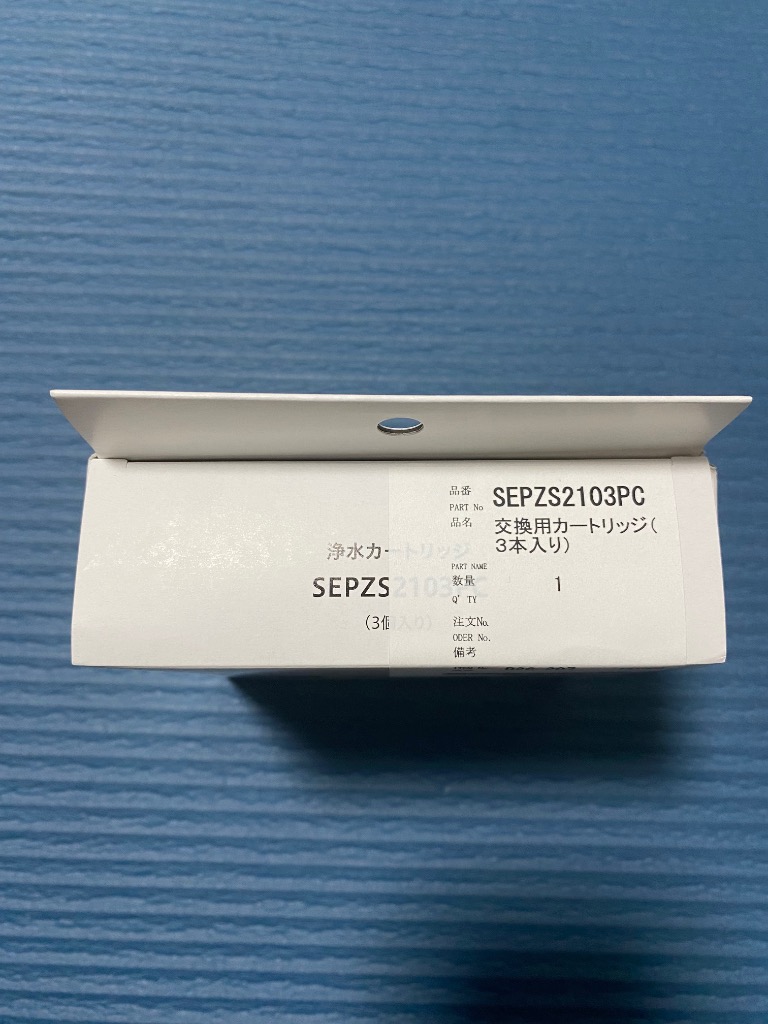 浄水カートリッジ
SEPZS2103PC
(3個入り)
品番
PART No SEPZS2103PC
品名 交換用カートリッジ(
3本入り)
PART NAME
数量 1
Q'TY
注文No.
ODER No.
備考